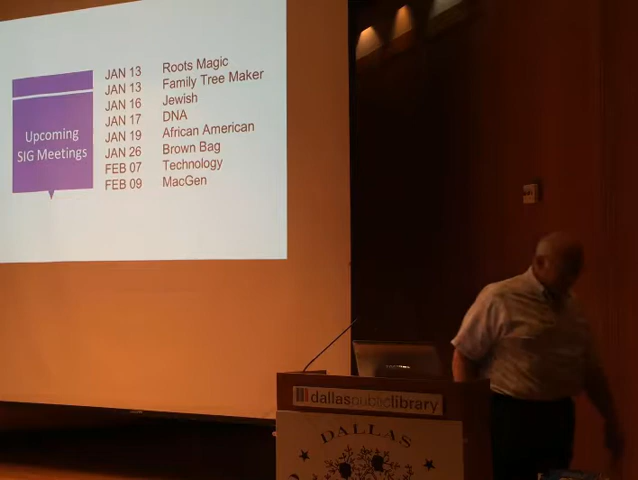 Upcoming
SIG Meetings
JAN 13 Roots Magic
JAN 13 Family Tree Maker
JAN 16 Jewish
JAN 17 DNA
JAN 19 African American
JAN 26 Brown Bag
FEB 07 Technology
FEB 09 MacGen
dallaspubliclibrary
DALLAS